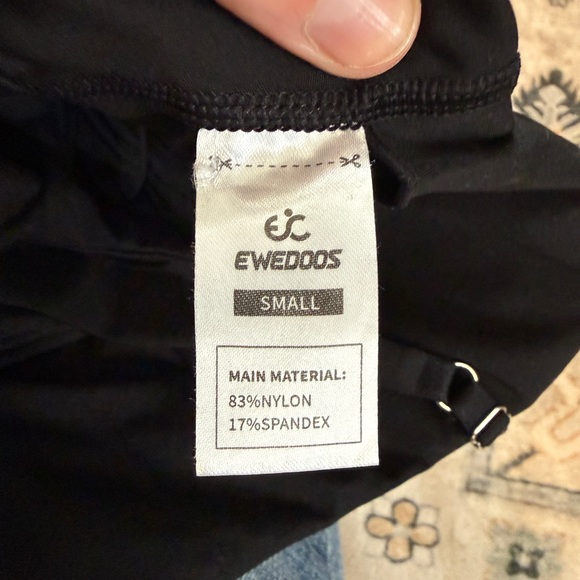 EWEDOOS
SMALL
MAIN MATERIAL:
83%NYLON
17%SPANDEX